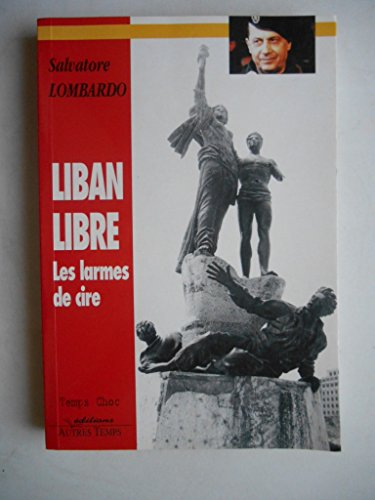 Salvatore
LOMBARDO
LIBAN
LIBRE
Les larmes
de cire
Temps Choc
éditions
AUTRES TEMPS